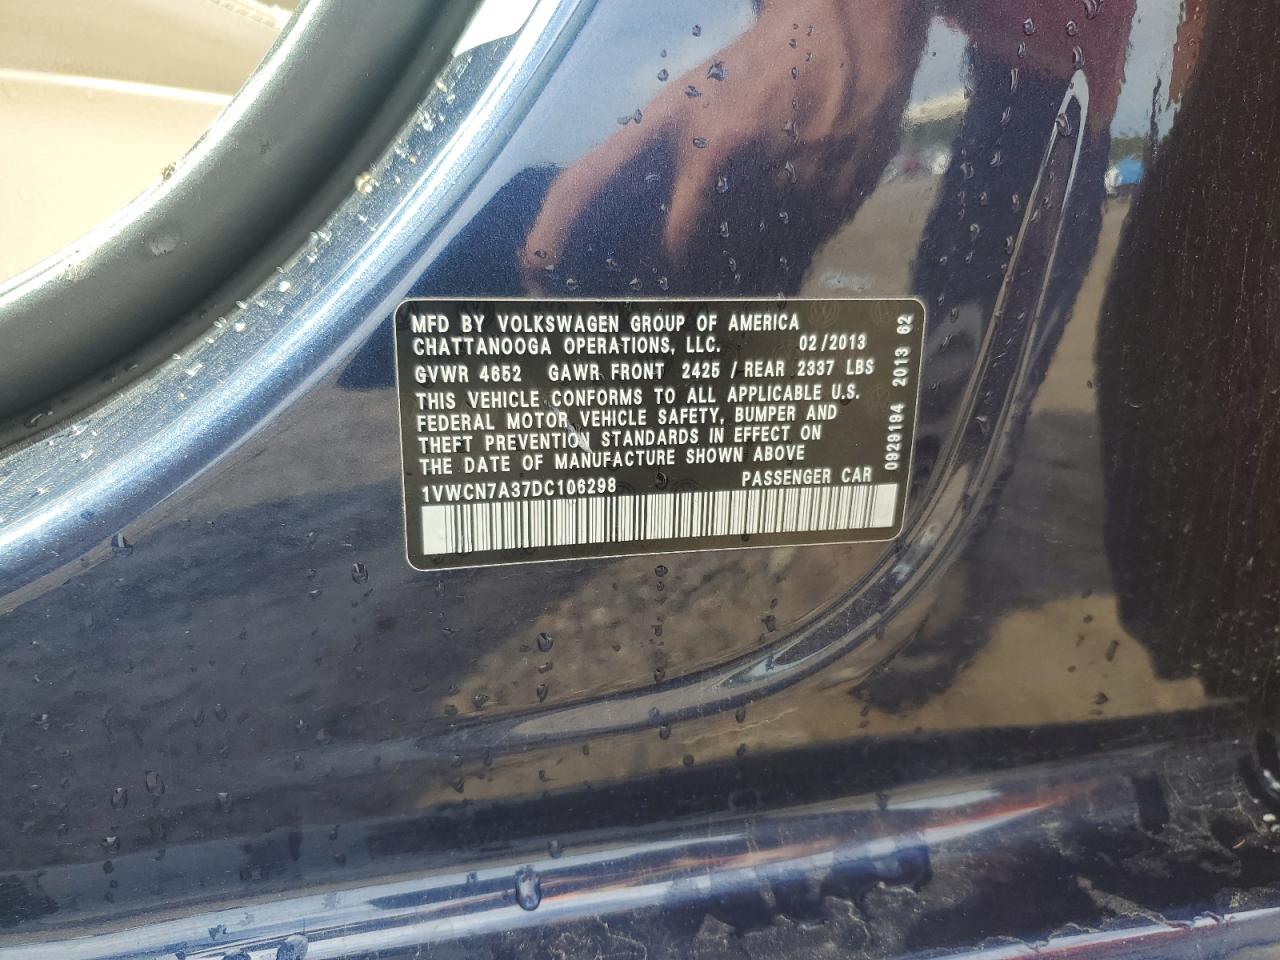 MFD BY VOLKSWAGEN GROUP OF AMERICA
CHATTANOOGA OPERATIONS, LLC. 02/2013
GVWR 4652 GAWR FRONT 2425 / REAR 2337 LBS
THIS VEHICLE CONFORMS TO ALL APPLICABLE U.S.
FEDERAL MOTOR VEHICLE SAFETY, BUMPER AND
THEFT PREVENTION STANDARDS IN EFFECT ON
THE DATE OF MANUFACTURE SHOWN ABOVE
1VWCN7A37DC106298 PASSENGER CAR
0929194 2013 62